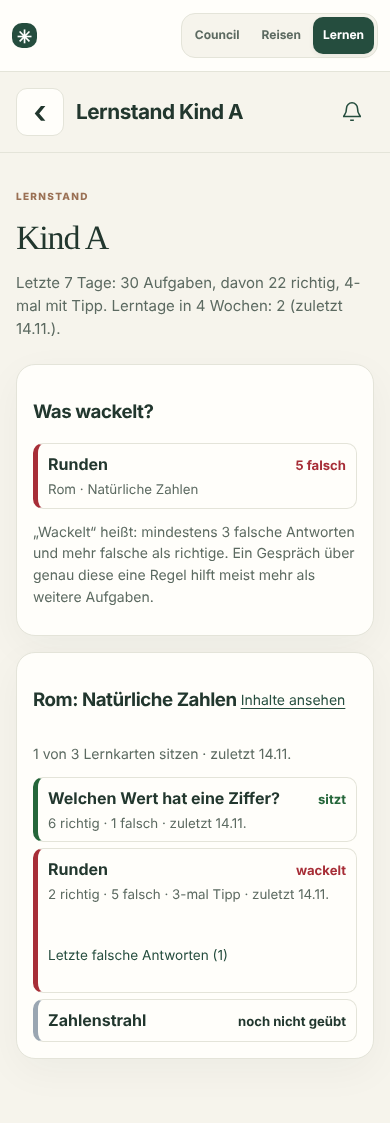 Council Reisen Lernen
Lernstand Kind A
LERNSTAND
Kind A
Letzte 7 Tage: 30 Aufgaben, davon 22 richtig, 4-
mal mit Tipp. Lerntage in 4 Wochen: 2 (zuletzt
14.11.).
Was wackelt?
Runden 5 falsch
Rom · Natürliche Zahlen
„Wackelt“ heißt: mindestens 3 falsche Antworten
und mehr falsche als richtige. Ein Gespräch über
genau diese eine Regel hilft meist mehr als
weitere Aufgaben.
Rom: Natürliche Zahlen Inhalte ansehen
1 von 3 Lernkarten sitzen · zuletzt 14.11.
Welchen Wert hat eine Ziffer? sitzt
6 richtig · 1 falsch · zuletzt 14.11.
Runden wackelt
2 richtig · 5 falsch · 3-mal Tipp · zuletzt 14.11.
Letzte falsche Antworten (1)
Zahlenstrahl noch nicht geübt